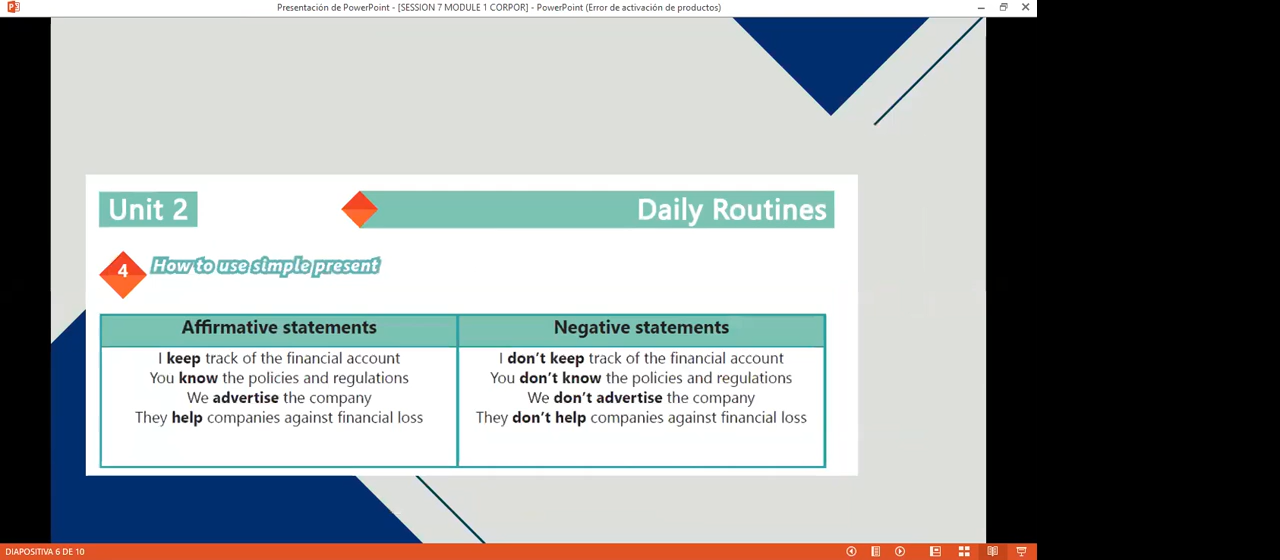 Presentación de PowerPoint - [SESSION 7 MODULE 1 CORPOR] - PowerPoint (Error de activación de productos)
Unit 2
Daily Routines
4 How to use simple present
Affirmative statements
I keep track of the financial account
You know the policies and regulations
We advertise the company
They help companies against financial loss
Negative statements
I don't keep track of the financial account
You don't know the policies and regulations
We don't advertise the company
They don't help companies against financial loss
DIAPOSITIVA 6 DE 10